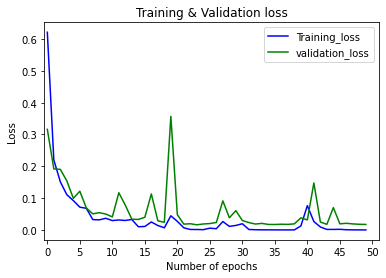 Training & Validation loss
Training_loss
validation_loss
Loss
0.6
0.5
0.4
0.3
0.2
0.1
0.0
0 5 10 15 20 25 30 35 40 45 50
Number of epochs